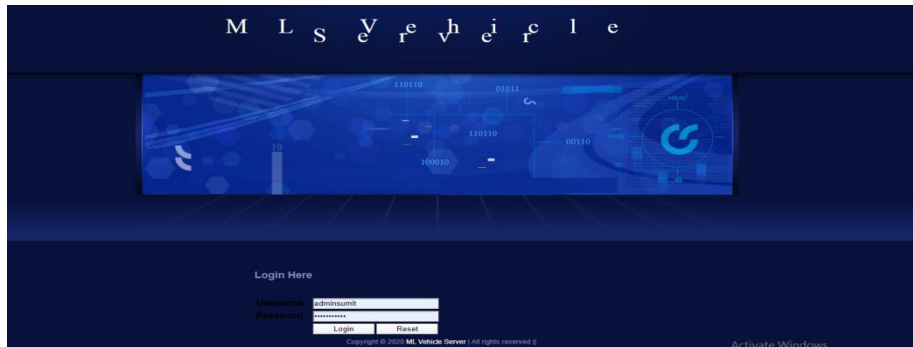 M L S e V r e v h e i r c l e
110110
01011
110110
00110
19
100010
Login Here
Username : adminsumit
Password : •••••••••••
Login Reset
Copyright © 2020 ML Vehicle Server | All rights reserved ||
Activate Windows